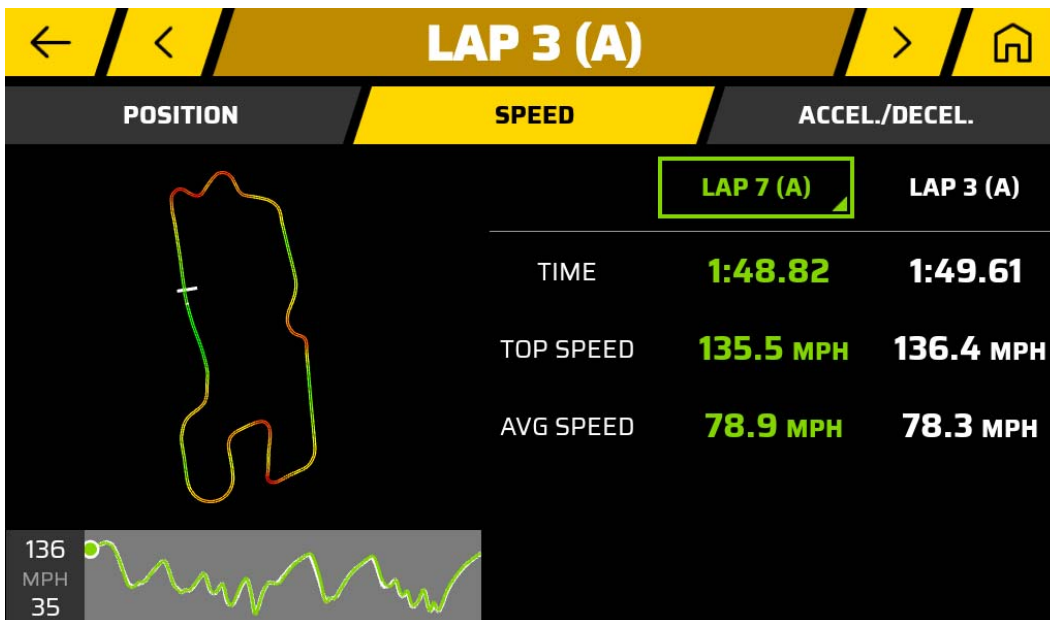 LAP 3 (A)
POSITION SPEED ACCEL./DECEL.
LAP 7 (A) LAP 3 (A)
TIME 1:48.82 1:49.61
TOP SPEED 135.5 MPH 136.4 MPH
AVG SPEED 78.9 MPH 78.3 MPH
136
MPH
35